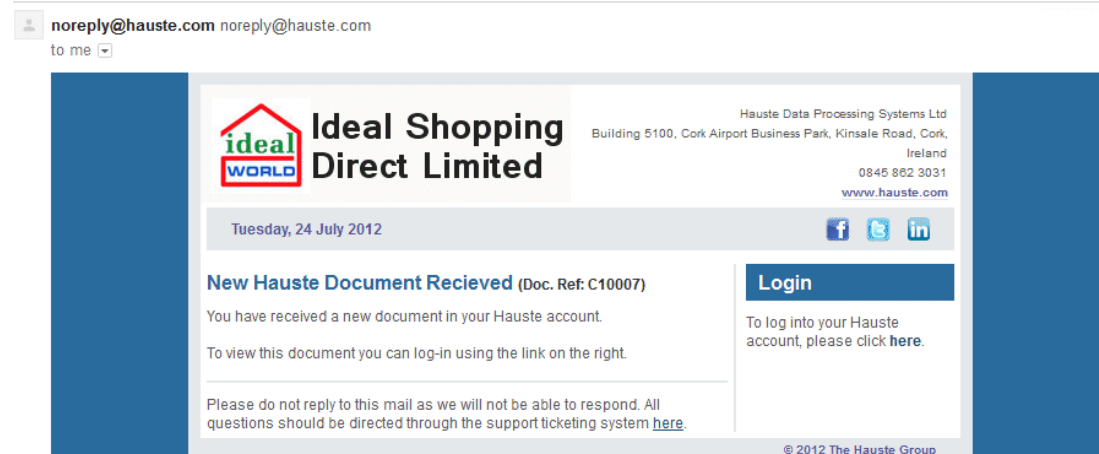 noreply@hauste.com noreply@hauste.com
to me
ideal
WORLD
Ideal Shopping
Direct Limited
Hauste Data Processing Systems Ltd
Building 5100, Cork Airport Business Park, Kinsale Road, Cork,
Ireland
0845 862 3031
www.hauste.com
Tuesday, 24 July 2012
f
in
New Hauste Document Recieved (Doc. Ref: C10007)
You have received a new document in your Hauste account.
To view this document you can log-in using the link on the right.
Please do not reply to this mail as we will not be able to respond. All
questions should be directed through the support ticketing system here.
Login
To log into your Hauste
account, please click here.
© 2012 The Hauste Group